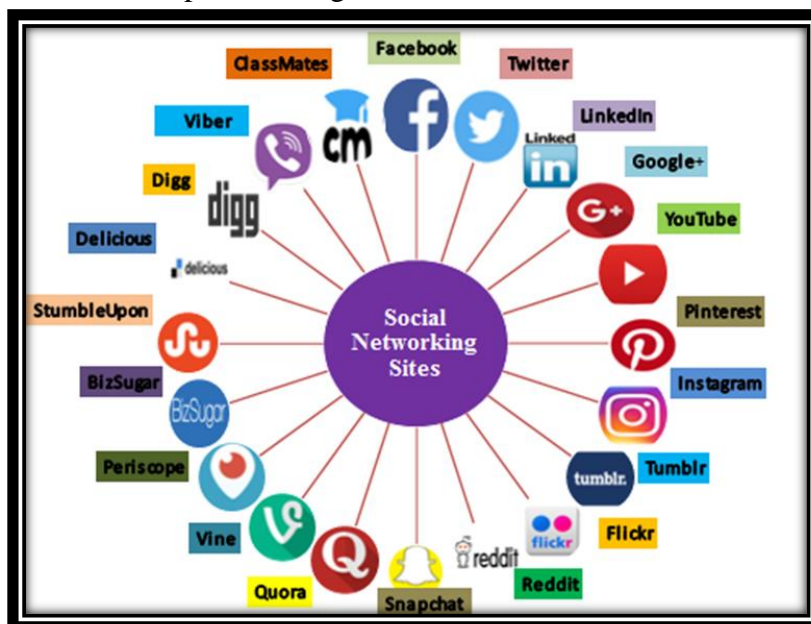 Facebook
ClassMates
Twitter
Viber
cm
LinkedIn
Linked
in
Digg
digg
Google+
G+
YouTube
Delicious
delicious
StumbleUpon
Social
Networking
Sites
Pinterest
BizSugar
BizSugar
Instagram
Periscope
Tumblr
tumblr.
Vine
Flickr
flickr
Quora
reddit
Reddit
Snapchat